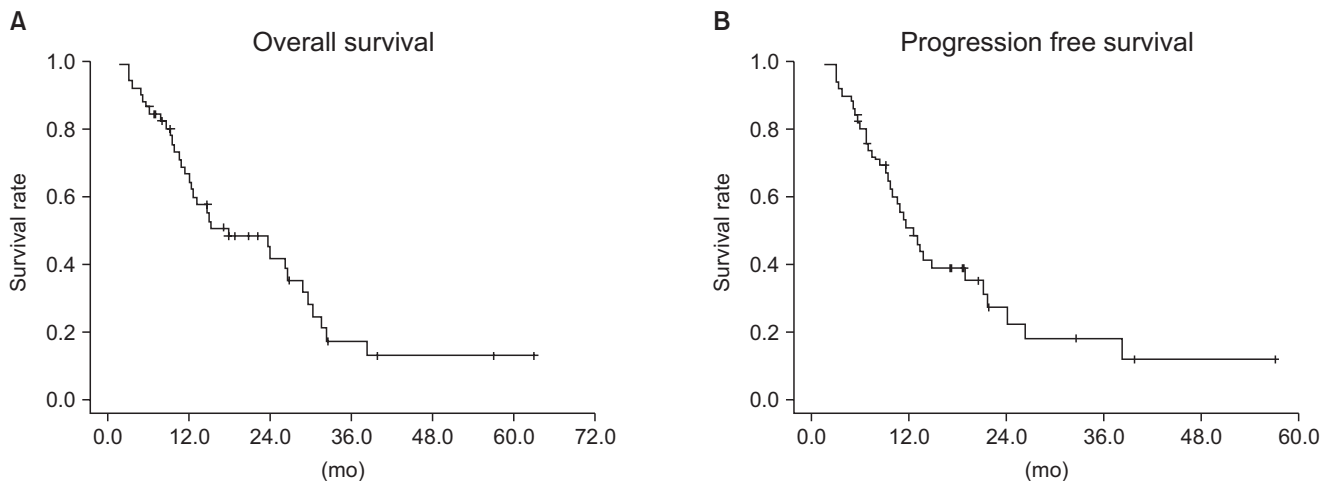 A
Overall survival
1.0
0.8
0.6
0.4
0.2
0.0
Survival rate
0.0 12.0 24.0 36.0 48.0 60.0 72.0
(mo)
B
Progression free survival
1.0
0.8
0.6
0.4
0.2
0.0
Survival rate
0.0 12.0 24.0 36.0 48.0 60.0
(mo)